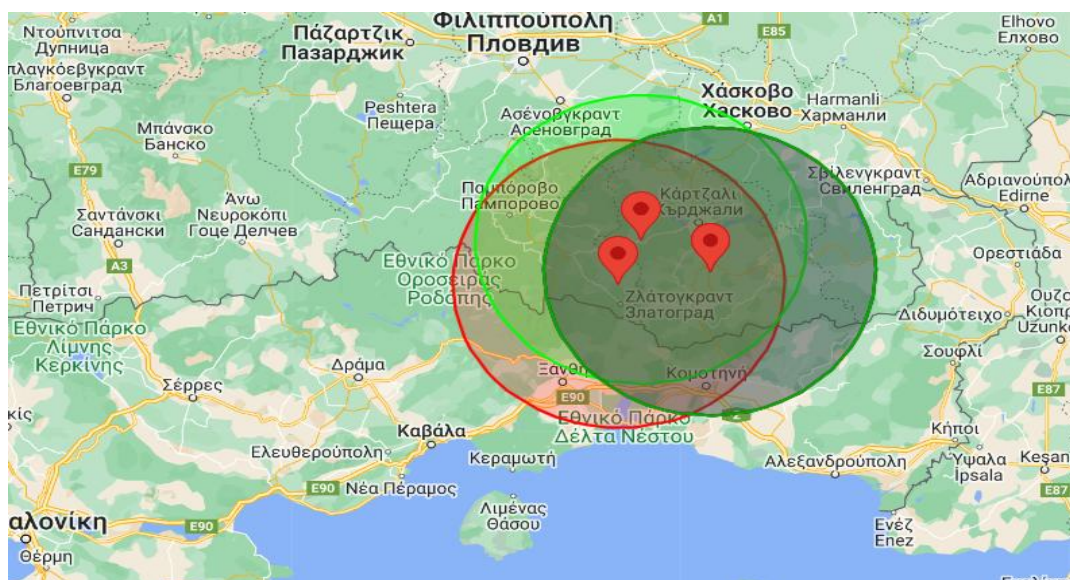 Ντούπνιτσα
Дупница
Πάζαρτζικ
Пазарджик
Φιλιππούπολη
Пловдив
A1
E85
Elhovo
Елхово
Благоевград
Peshtera
Пещера
Ασένοβγκραντ
Асеновград
Χάσκοβο
Хасково
Harmanli
Харманли
Μπάνσκο
Банско
E79
Σβίλενγκραντ
Свиленград
Αδριανούπολ
Edirne
Παμπόροβο
Пампорово
Κάρτζαλι
Кърджали
Άνω
Νευροκόπι
Гоце Делчев
Σαντάνσκι
Сандански
A3
Ορεστιάδα
Εθνικό Πάρκο
Οροσειράς
Ροδόπης
Πετρίτσι
Петрич
Ζλάτογκραντ
Златоград
Διδυμότειχο
Uzunk
Εθνικό Πάρκο
Λίμνης
Κερκίνης
Σουφλί
Δράμα
Κομοτηνή
Σέρρες
E90
2
E87
Εθνικό Πάρκο
Δέλτα Νέστου
Καβάλα
Κήποι
Ελευθερούπολη
Κεραμωτή
Αλεξανδρούπολη
Ύψαλα
İpsala
Keşan
E90
Νέα Πέραμος
E87
Λιμένας
Θάσου
αλονίκη
E90
Ενέζ
Enez
Θέρμη